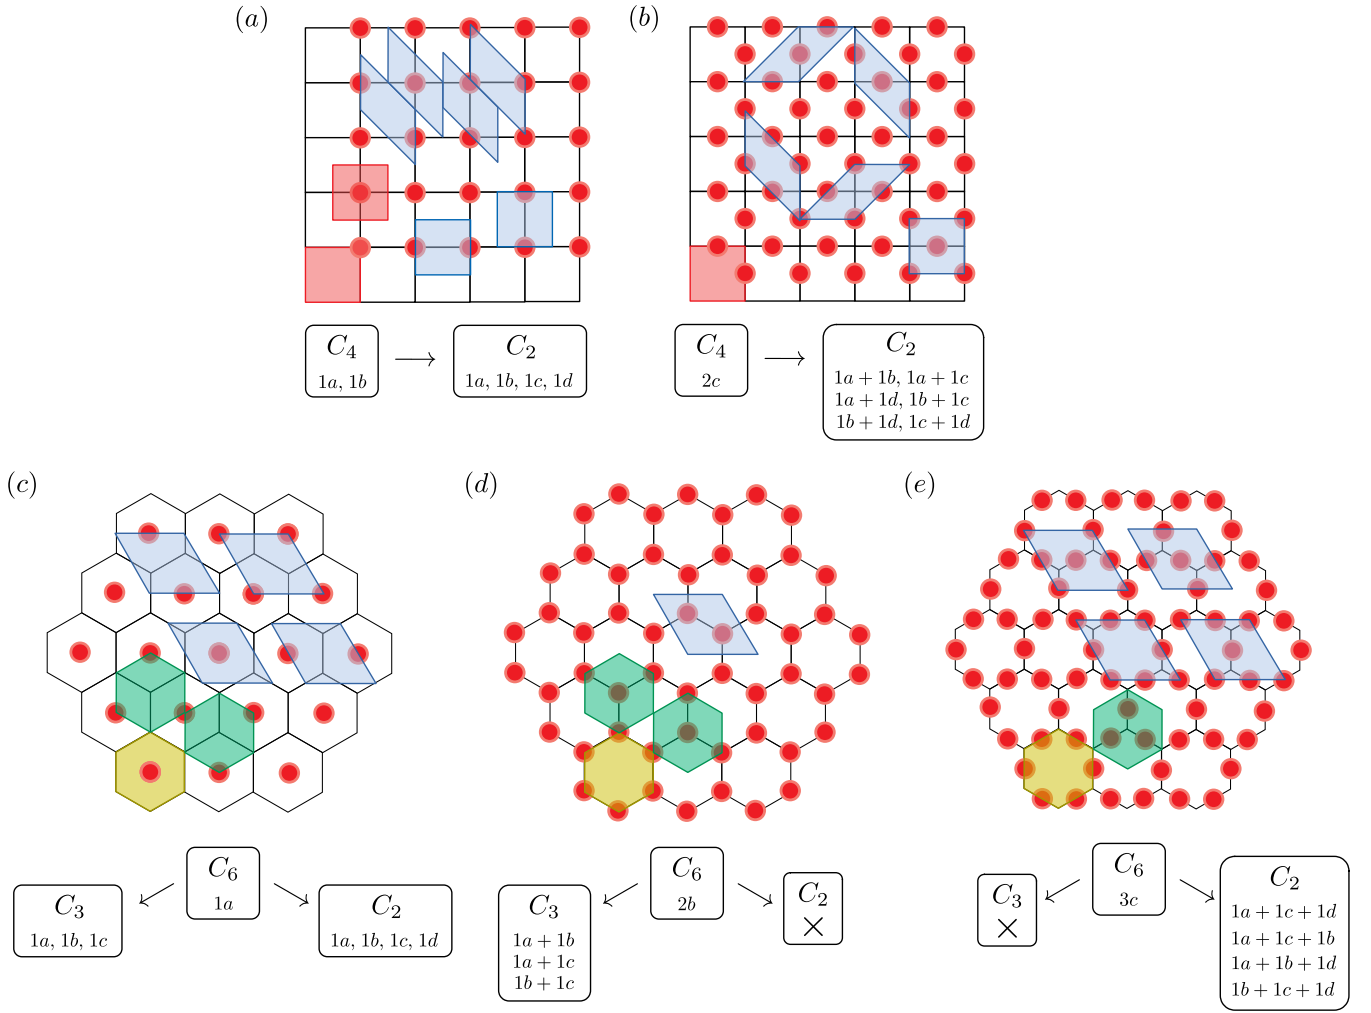 (a)
(b)
C₄ → C₂
1a, 1b
1a, 1b, 1c, 1d
C₄ → C₂
2c
1a + 1b, 1a + 1c
1a + 1d, 1b + 1c
1b + 1d, 1c + 1d
(c)
(d)
(e)
C₆
1a
C₃
1a, 1b, 1c
C₂
1a, 1b, 1c, 1d
C₆
2b
C₃
1a + 1b
1a + 1c
1b + 1c
C₂
×
C₆
3c
C₃
×
C₂
1a + 1c + 1d
1a + 1c + 1b
1a + 1b + 1d
1b + 1c + 1d